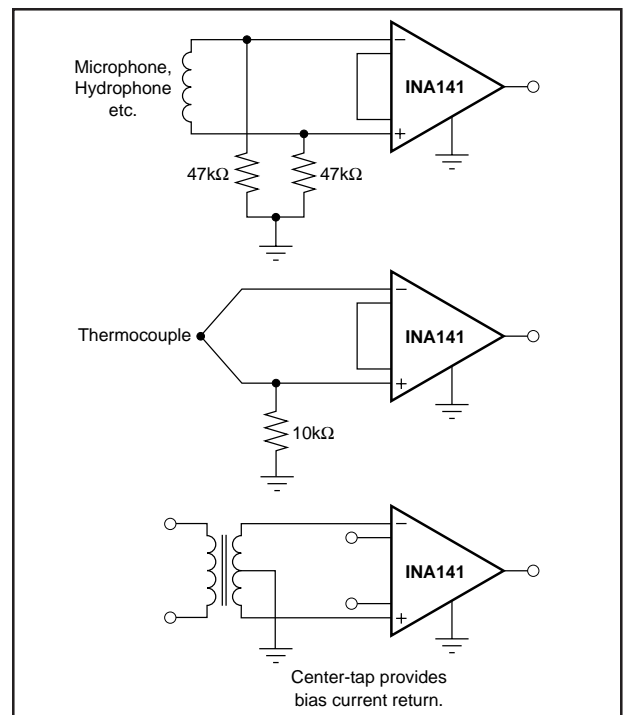 Microphone,
Hydrophone
etc.
−
INA141
+
47kΩ
47kΩ
Thermocouple
−
INA141
+
10kΩ
−
INA141
+
Center-tap provides
bias current return.